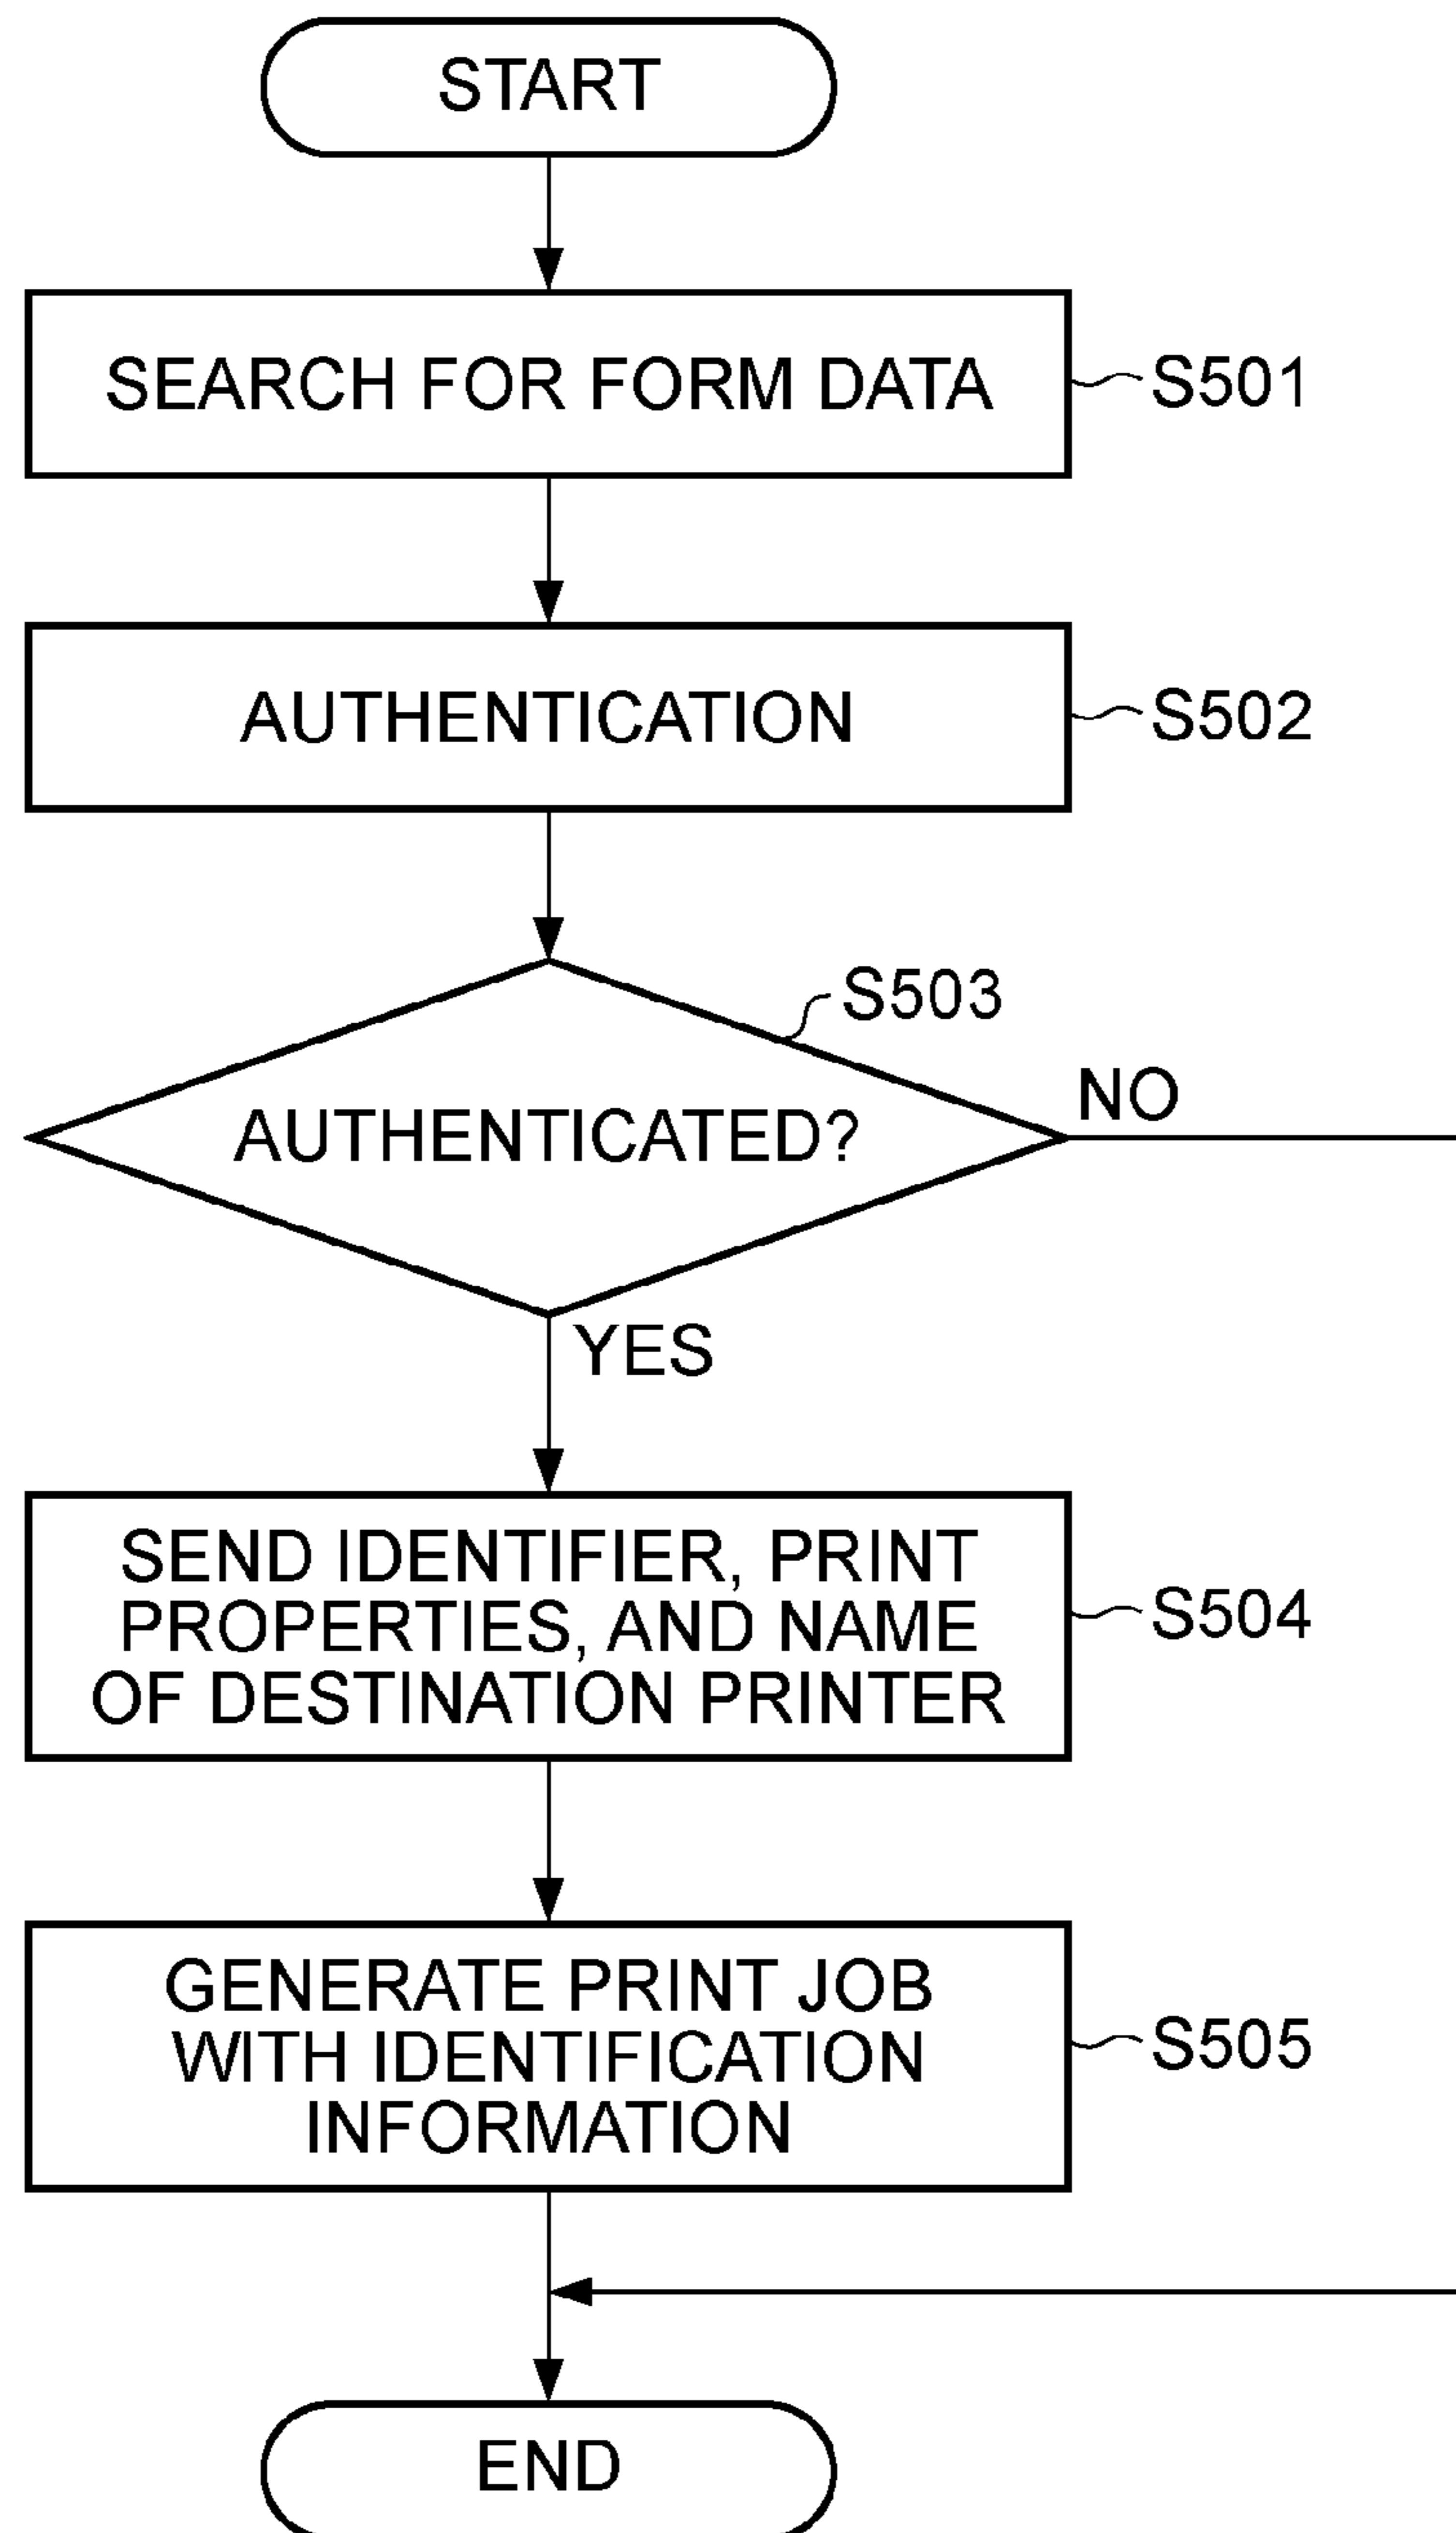 START
SEARCH FOR FORM DATA
S501
AUTHENTICATION
S502
S503
AUTHENTICATED?
NO
YES
SEND IDENTIFIER, PRINT
PROPERTIES, AND NAME
OF DESTINATION PRINTER
S504
GENERATE PRINT JOB
WITH IDENTIFICATION
INFORMATION
S505
END